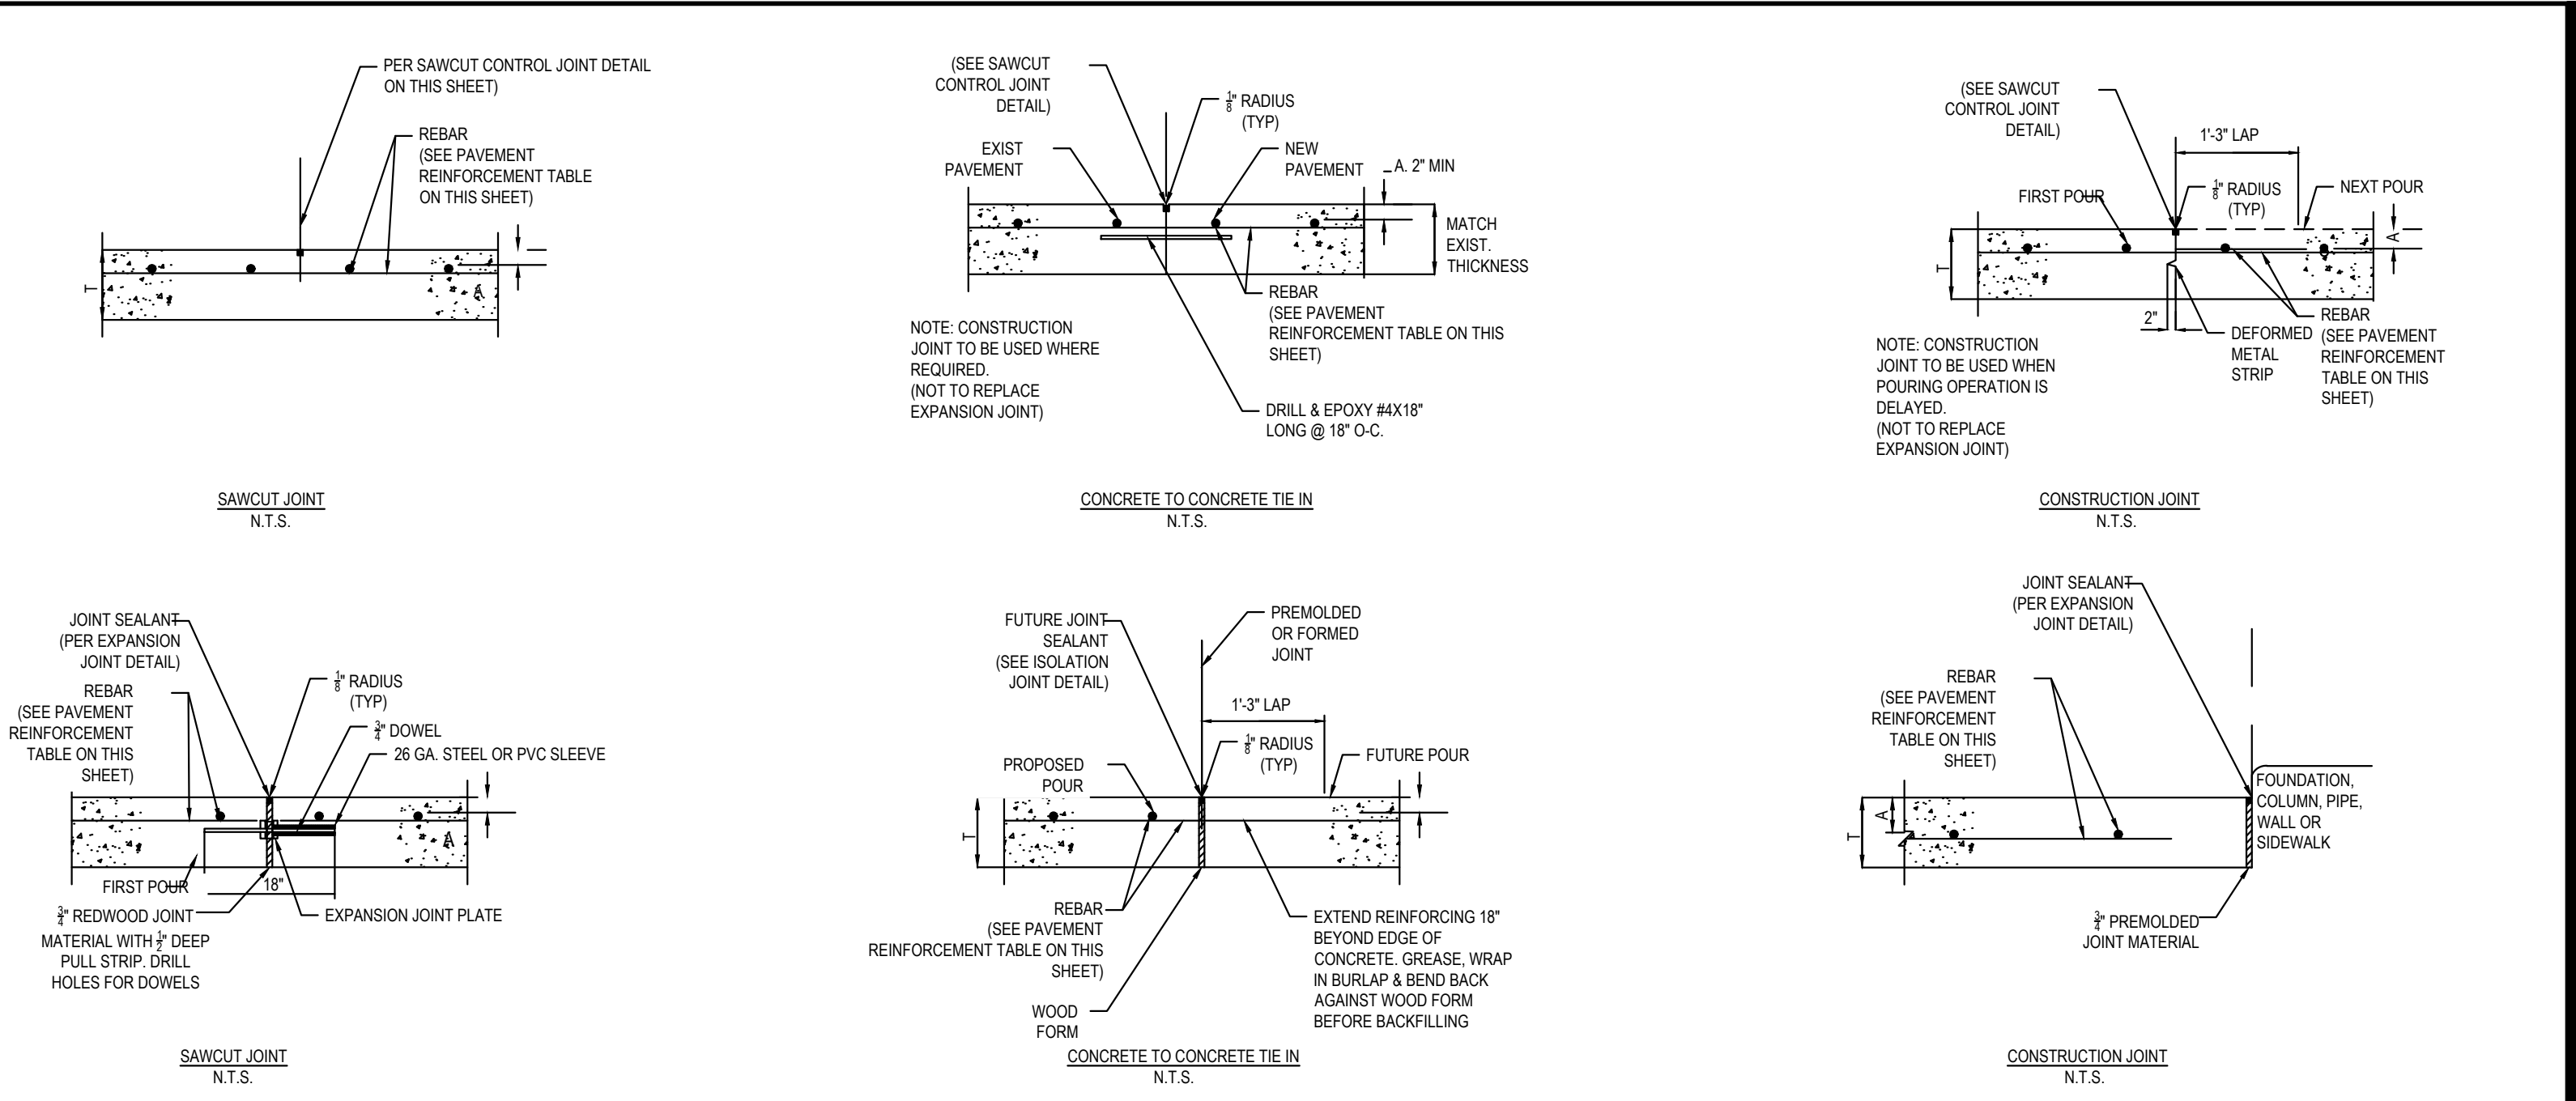 PER SAWCUT CONTROL JOINT DETAIL
ON THIS SHEET)
REBAR
(SEE PAVEMENT
REINFORCEMENT TABLE
ON THIS SHEET)
T
A
SAWCUT JOINT
N.T.S.
(SEE SAWCUT
CONTROL JOINT
DETAIL)
1/8" RADIUS
(TYP)
EXIST
PAVEMENT
NEW
PAVEMENT
A. 2" MIN
MATCH
EXIST.
THICKNESS
REBAR
(SEE PAVEMENT
REINFORCEMENT TABLE ON THIS
SHEET)
NOTE: CONSTRUCTION
JOINT TO BE USED WHERE
REQUIRED.
(NOT TO REPLACE
EXPANSION JOINT)
DRILL & EPOXY #4X18"
LONG @ 18" O-C.
CONCRETE TO CONCRETE TIE IN
N.T.S.
(SEE SAWCUT
CONTROL JOINT
DETAIL)
1'-3" LAP
FIRST POUR
1/8" RADIUS
(TYP)
NEXT POUR
A
T
2"
DEFORMED
METAL
STRIP
REBAR
(SEE PAVEMENT
REINFORCEMENT
TABLE ON THIS
SHEET)
NOTE: CONSTRUCTION
JOINT TO BE USED WHEN
POURING OPERATION IS
DELAYED.
(NOT TO REPLACE
EXPANSION JOINT)
CONSTRUCTION JOINT
N.T.S.
JOINT SEALANT
(PER EXPANSION
JOINT DETAIL)
REBAR
(SEE PAVEMENT
REINFORCEMENT
TABLE ON THIS
SHEET)
1/8" RADIUS
(TYP)
3/4" DOWEL
26 GA. STEEL OR PVC SLEEVE
A
FIRST POUR
18"
3/4" REDWOOD JOINT
MATERIAL WITH 1/2" DEEP
PULL STRIP. DRILL
HOLES FOR DOWELS
EXPANSION JOINT PLATE
SAWCUT JOINT
N.T.S.
FUTURE JOINT
SEALANT
(SEE ISOLATION
JOINT DETAIL)
PREMOLDED
OR FORMED
JOINT
1'-3" LAP
1/8" RADIUS
(TYP)
PROPOSED
POUR
FUTURE POUR
T
REBAR
(SEE PAVEMENT
REINFORCEMENT TABLE ON THIS
SHEET)
WOOD
FORM
EXTEND REINFORCING 18"
BEYOND EDGE OF
CONCRETE. GREASE, WRAP
IN BURLAP & BEND BACK
AGAINST WOOD FORM
BEFORE BACKFILLING
CONCRETE TO CONCRETE TIE IN
N.T.S.
JOINT SEALANT
(PER EXPANSION
JOINT DETAIL)
REBAR
(SEE PAVEMENT
REINFORCEMENT
TABLE ON THIS
SHEET)
T
A
FOUNDATION,
COLUMN, PIPE,
WALL OR
SIDEWALK
3/4" PREMOLDED
JOINT MATERIAL
CONSTRUCTION JOINT
N.T.S.